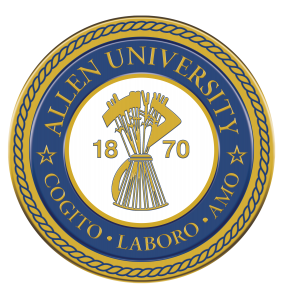 ALLEN UNIVERSITY
18 70
COGITO · LABORO · AMO